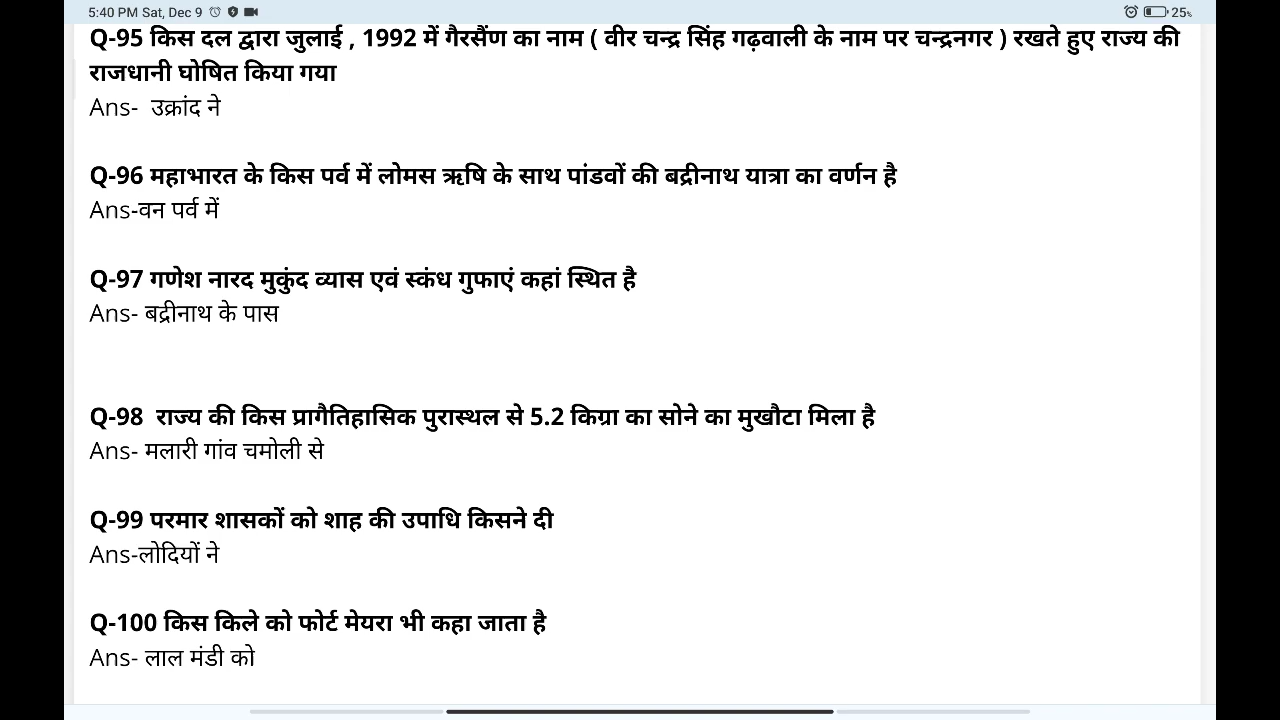 5:40 PM Sat, Dec 9
25%
Q-95 किस दल द्वारा जुलाई , 1992 में गैरसैंण का नाम ( वीर चन्द्र सिंह गढ़वाली के नाम पर चन्द्रनगर ) रखते हुए राज्य की
राजधानी घोषित किया गया
Ans- उक्रांद ने
Q-96 महाभारत के किस पर्व में लोमस ऋषि के साथ पांडवों की बद्रीनाथ यात्रा का वर्णन है
Ans-वन पर्व में
Q-97 गणेश नारद मुकुंद व्यास एवं स्कंध गुफाएं कहां स्थित है
Ans- बद्रीनाथ के पास
Q-98 राज्य की किस प्रागैतिहासिक पुरास्थल से 5.2 किग्रा का सोने का मुखौटा मिला है
Ans- मलारी गांव चमोली से
Q-99 परमार शासकों को शाह की उपाधि किसने दी
Ans-लोदियों ने
Q-100 किस किले को फोर्ट मेयरा भी कहा जाता है
Ans- लाल मंडी को